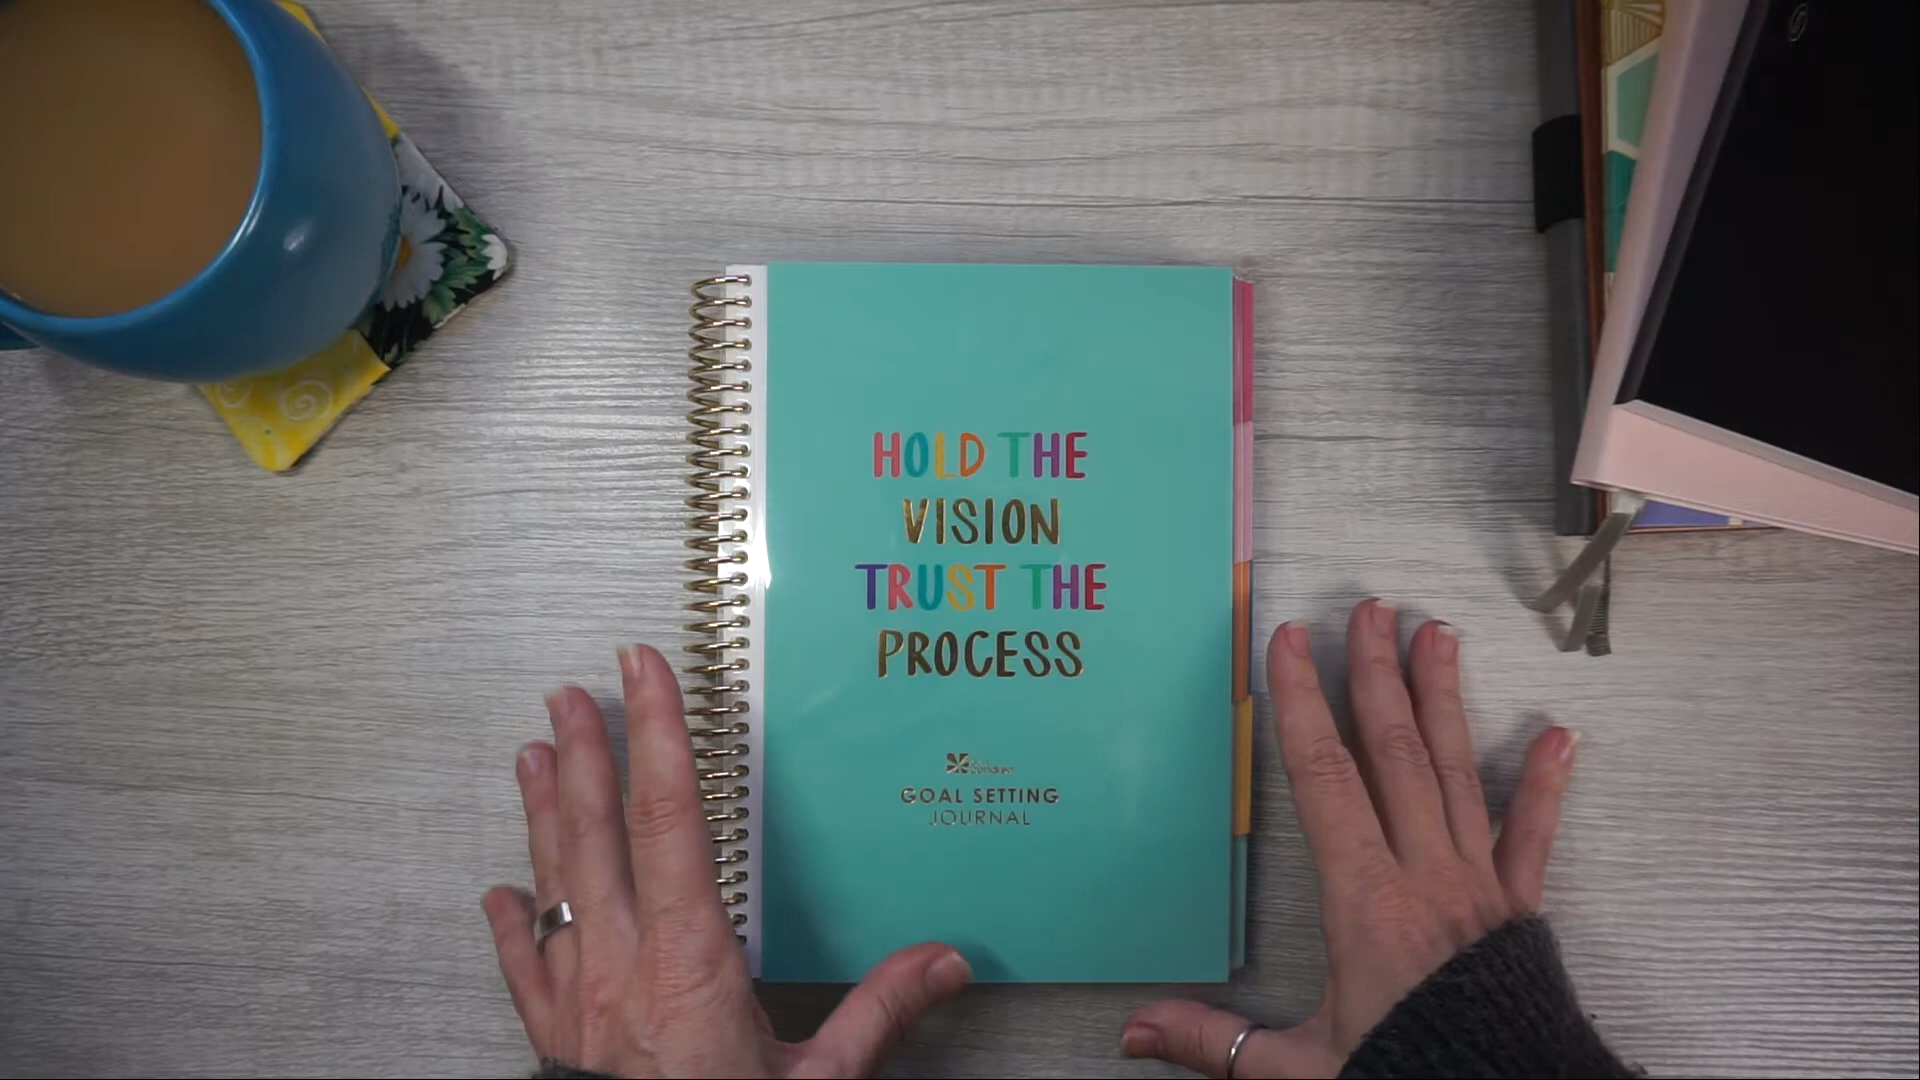 HOLD THE
VISION
TRUST THE
PROCESS
GOAL SETTING
JOURNAL